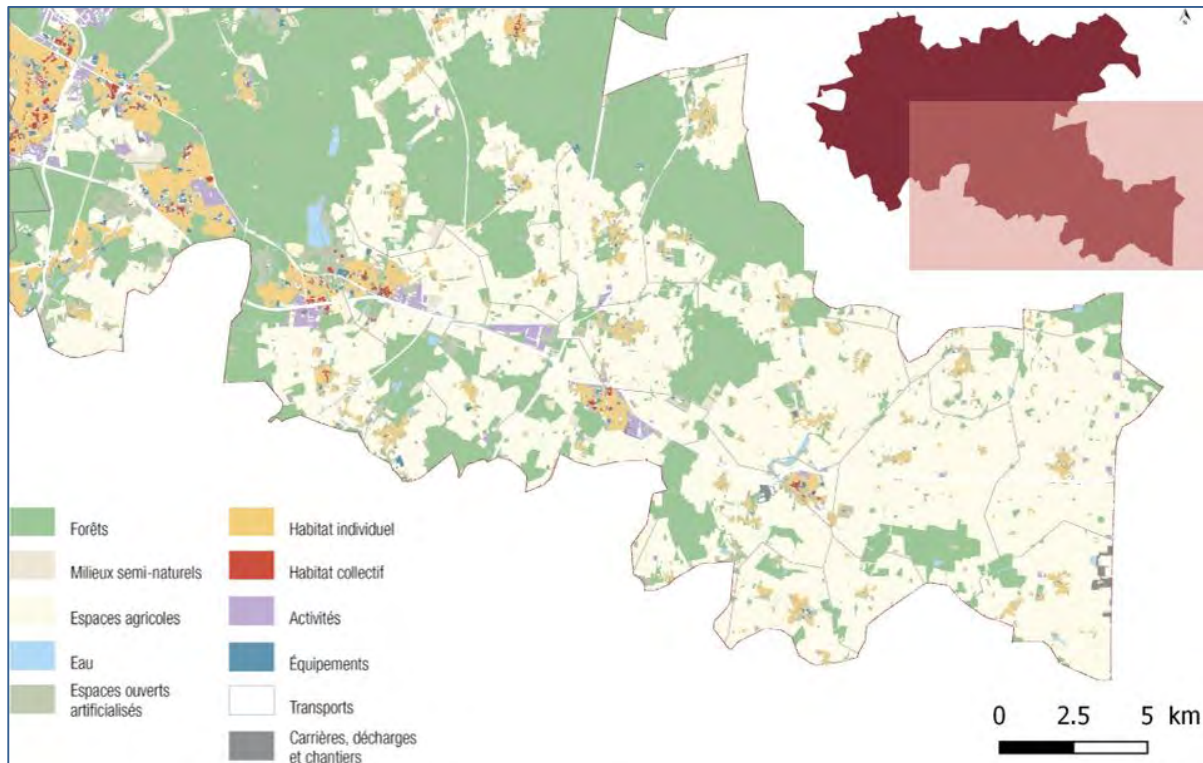 Forêts
Milieux semi-naturels
Espaces agricoles
Eau
Espaces ouverts
artificialisés
Habitat individuel
Habitat collectif
Activités
Équipements
Transports
Carrières, décharges
et chantiers
0 2.5 5 km